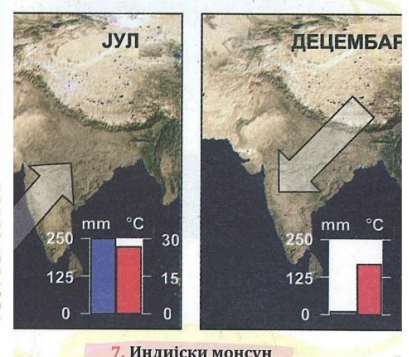 ЈУЛ
mm °C
250 30
125 15
0 0
ДЕЦЕМБАР
mm °C
250
125
0
7. Индијски монсун